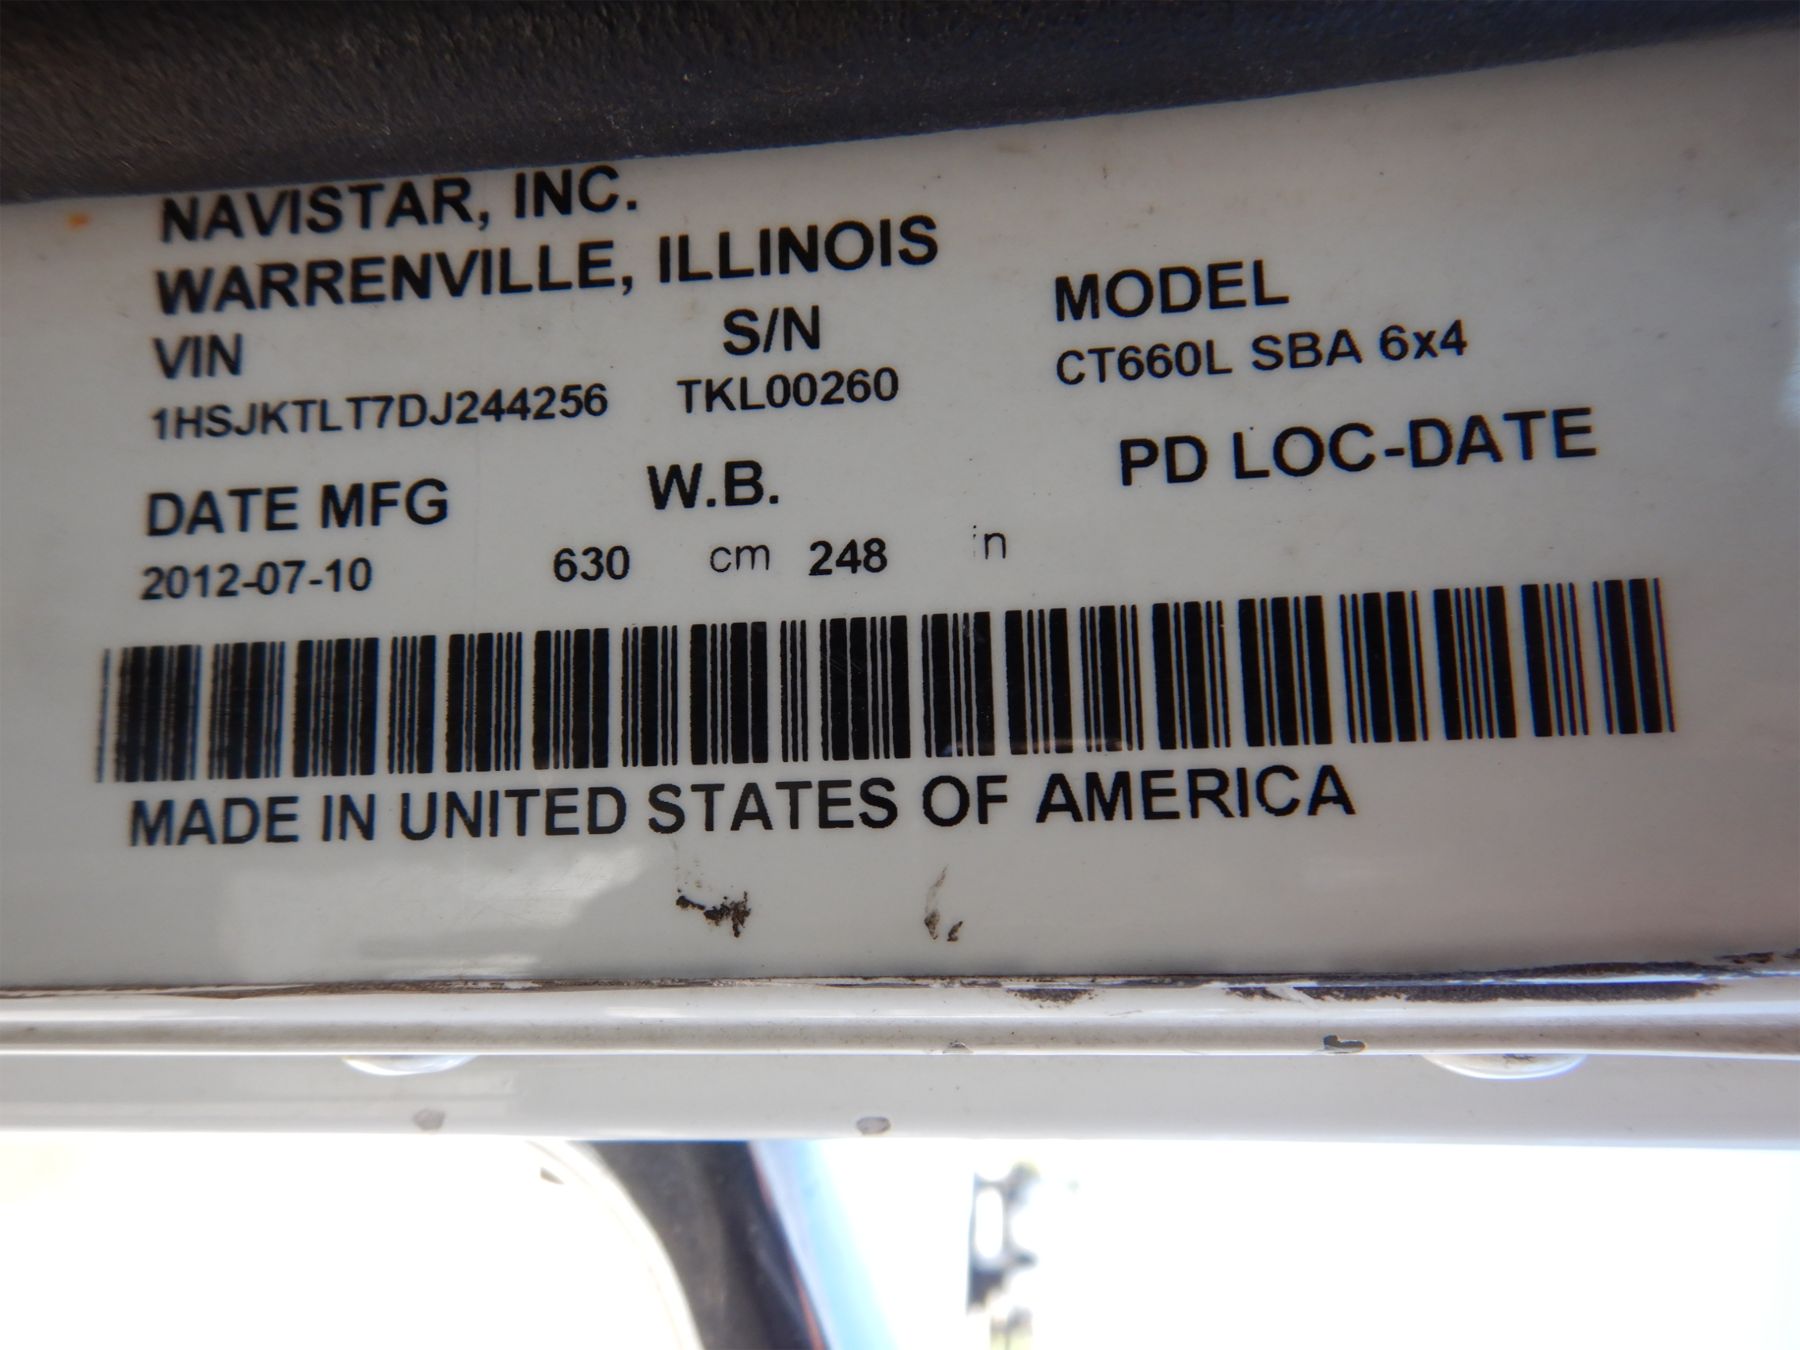 NAVISTAR, INC.
WARRENVILLE, ILLINOIS
VIN S/N MODEL
1HSJKTLT7DJ244256 TKL00260 CT660L SBA 6x4
DATE MFG W.B. PD LOC-DATE
2012-07-10 630 cm 248 in
MADE IN UNITED STATES OF AMERICA